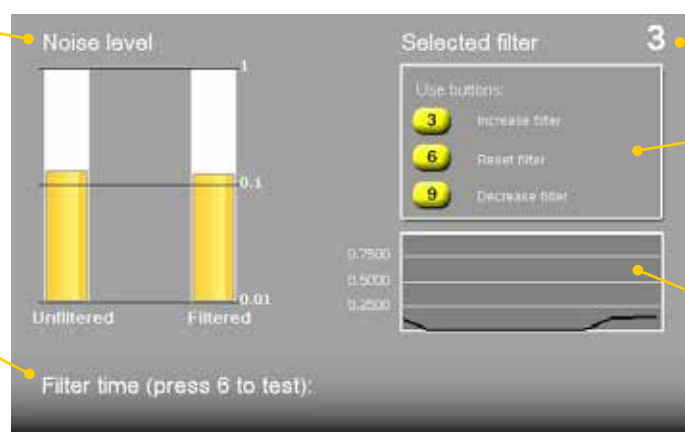 Noise level
1
0.1
0.01
Unfiltered Filtered
Selected filter 3
Use buttons:
3 Increase filter
6 Reset filter
9 Decrease filter
0.7500
0.5000
0.2500
Filter time (press 6 to test):